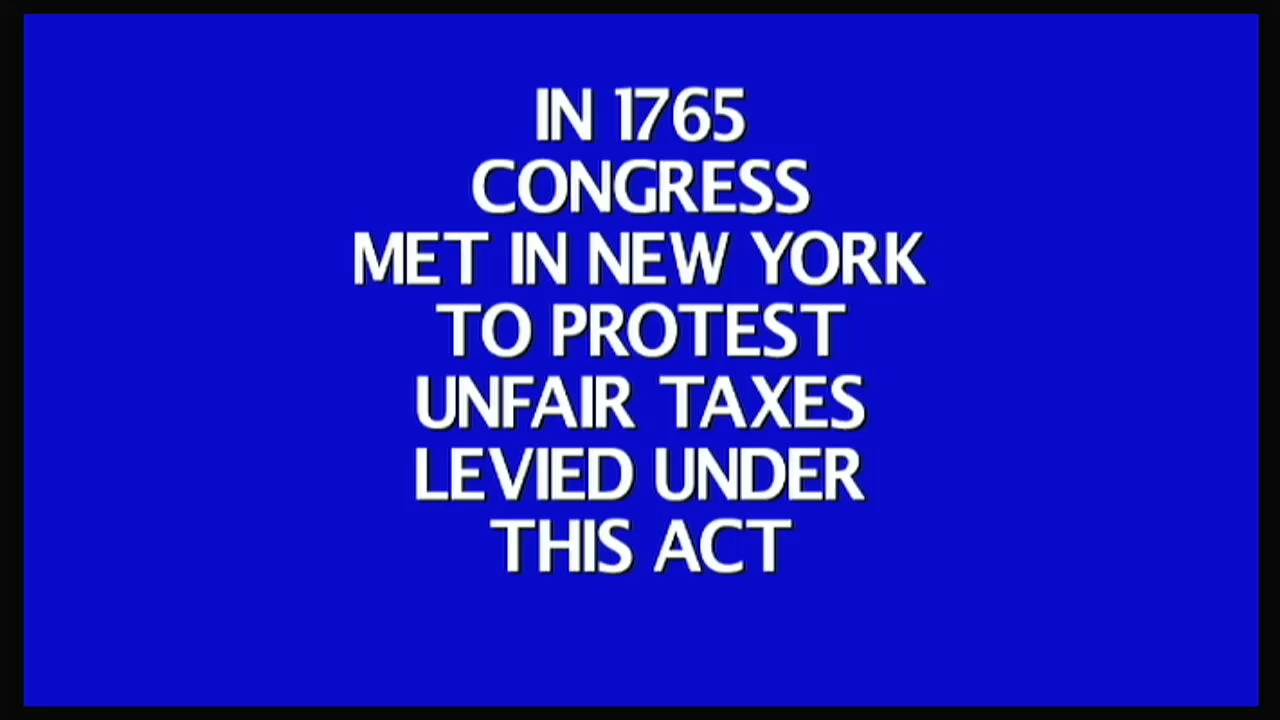 IN 1765
CONGRESS
MET IN NEW YORK
TO PROTEST
UNFAIR TAXES
LEVIED UNDER
THIS ACT